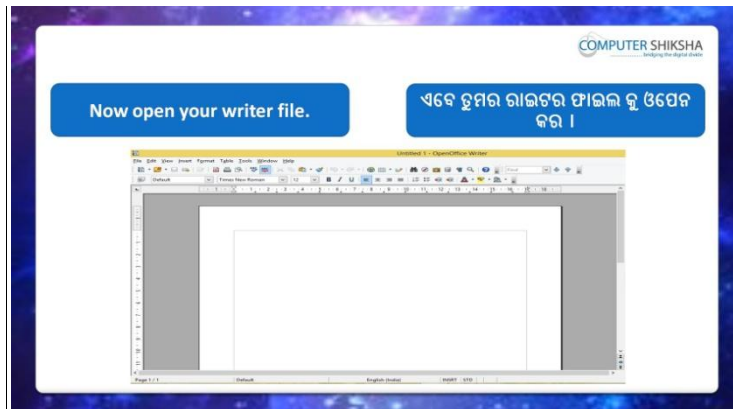 COMPUTER SHIKSHA
bridging the digital divide
Now open your writer file.
ଏବେ ତୁମର ରାଇଟର ଫାଇଲ କୁ ଓପେନ
କର ।
Untitled 1 - OpenOffice Writer
File Edit View Insert Format Table Tools Window Help
Default Times New Roman 12 B I U
Page 1 / 1 Default English (India) INSRT STD